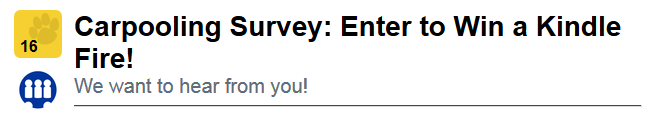 16
Carpooling Survey: Enter to Win a Kindle
Fire!
We want to hear from you!